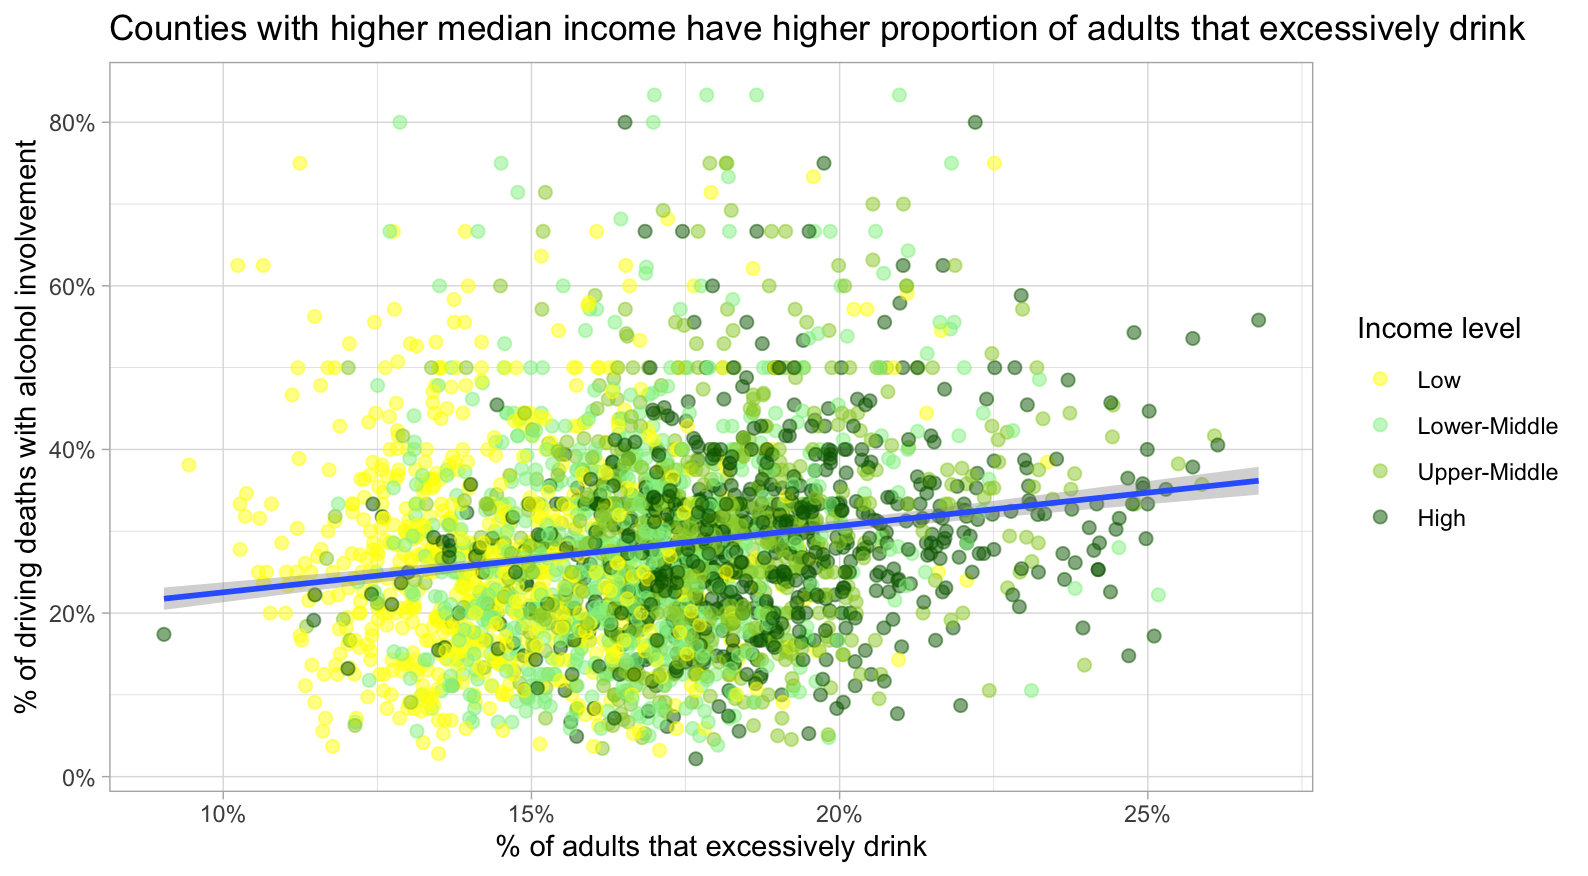 Counties with higher median income have higher proportion of adults that excessively drink
% of driving deaths with alcohol involvement
80%
60%
40%
20%
0%
10% 15% 20% 25%
% of adults that excessively drink
Income level
Low
Lower-Middle
Upper-Middle
High